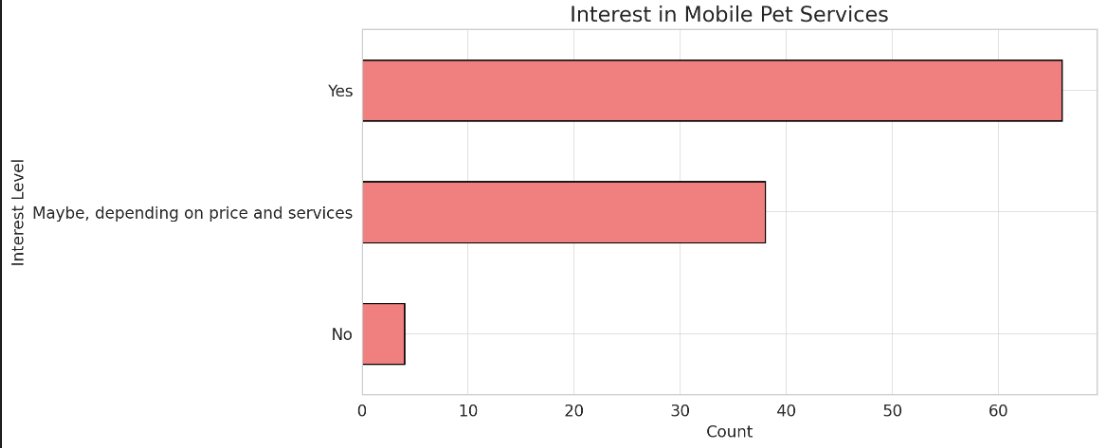 Interest in Mobile Pet Services
Interest Level
Yes
Maybe, depending on price and services
No
0 10 20 30 40 50 60
Count